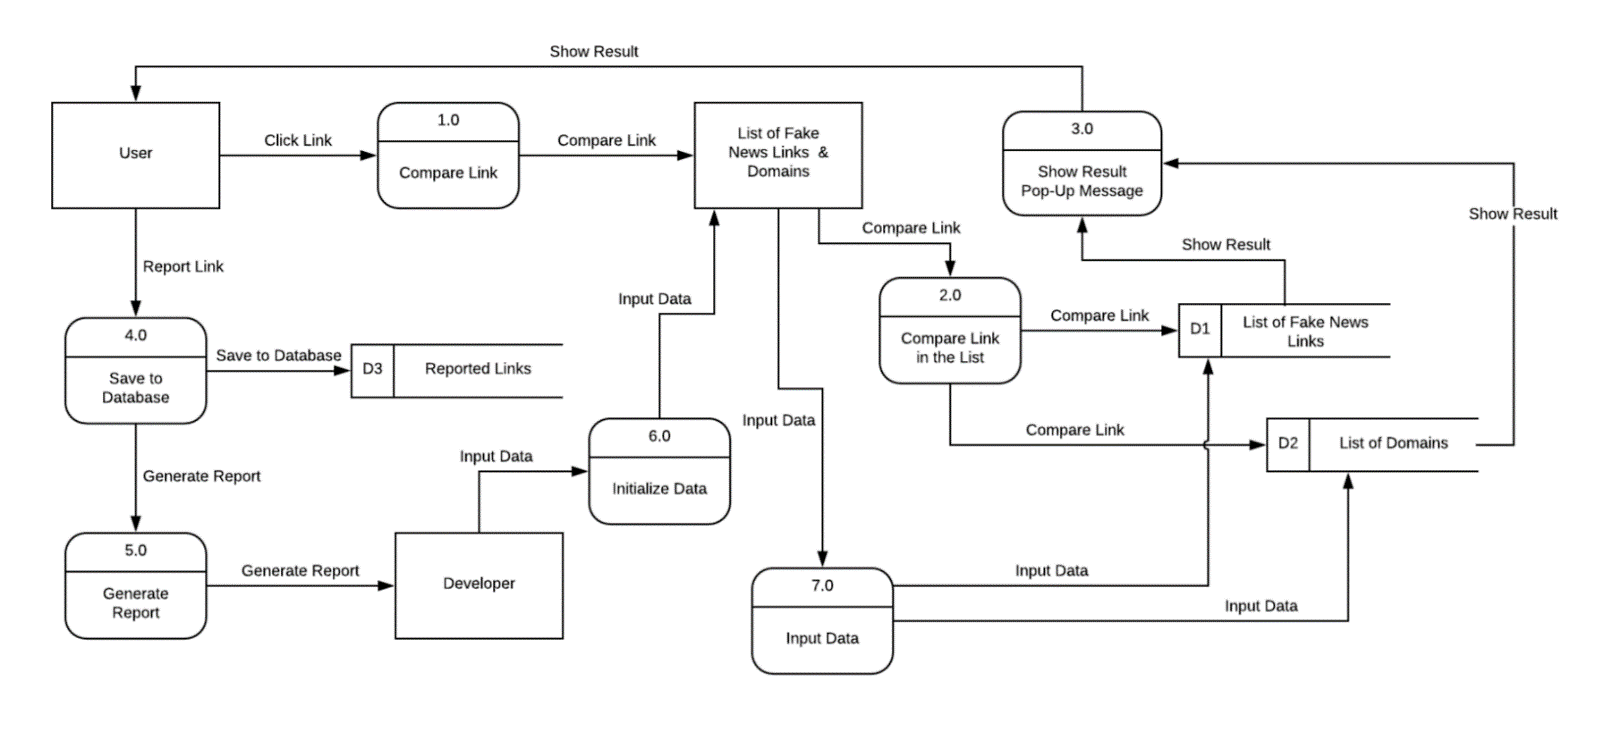 Show Result
User
Click Link
1.0
Compare Link
Compare Link
List of Fake
News Links & 
Domains
3.0
Show Result
Pop-Up Message
Show Result
Compare Link
Show Result
Report Link
2.0
Compare Link
in the List
Compare Link
D1
List of Fake News
Links
Input Data
4.0
Save to
Database
Save to Database
D3
Reported Links
Input Data
Compare Link
D2
List of Domains
6.0
Initialize Data
Input Data
Generate Report
5.0
Generate
Report
Generate Report
Developer
7.0
Input Data
Input Data
Input Data